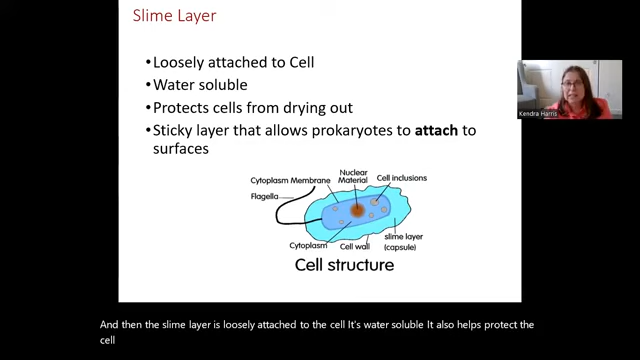 Slime Layer
•Loosely attached to Cell
•Water soluble
•Protects cells from drying out
•Sticky layer that allows prokaryotes to attach to
surfaces
Kendra Harris
Nuclear
Material
Cytoplasm Membrane
Cell inclusions
Flagella
Cytoplasm
Cell wall
slime layer
(capsule)
Cell structure
And then the slime layer is loosely attached to the cell It's water soluble It also helps protect the
cell